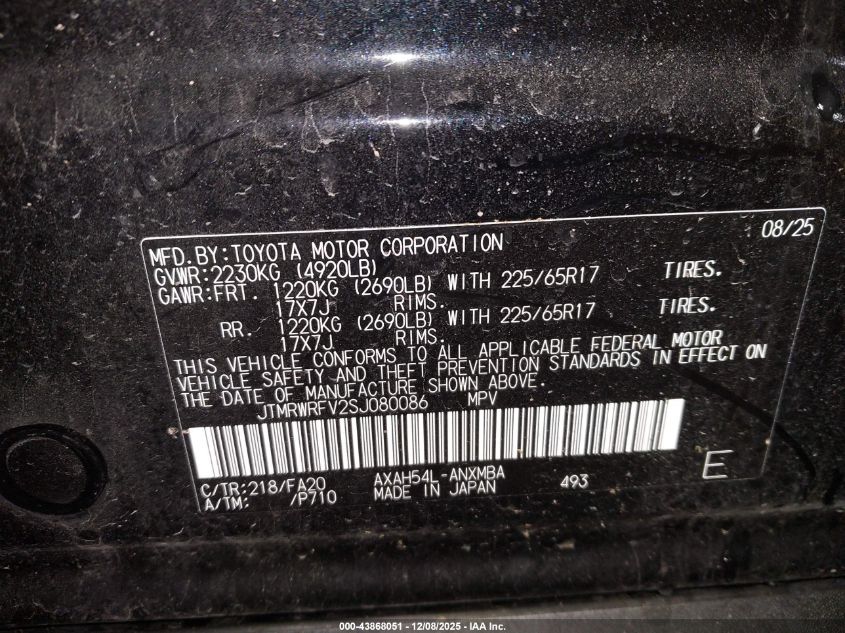 08/25
MFD.BY:TOYOTA MOTOR CORPORATION
GVWR:2230KG (4920LB)
GAWR:FRT. 1220KG (2690LB) WITH 225/65R17 TIRES.
17X7J RIMS.
RR. 1220KG (2690LB) WITH 225/65R17 TIRES.
17X7J RIMS.
THIS VEHICLE CONFORMS TO ALL APPLICABLE FEDERAL MOTOR
VEHICLE SAFETY AND THEFT PREVENTION STANDARDS IN EFFECT ON
THE DATE OF MANUFACTURE SHOWN ABOVE.
JTMRWRFV2SJ080086 MPV
C/TR:218/FA20 AXAH54L-ANXMBA 493 E
A/TM: /P710 MADE IN JAPAN
000-43868051 - 12/08/2025 - IAA Inc.